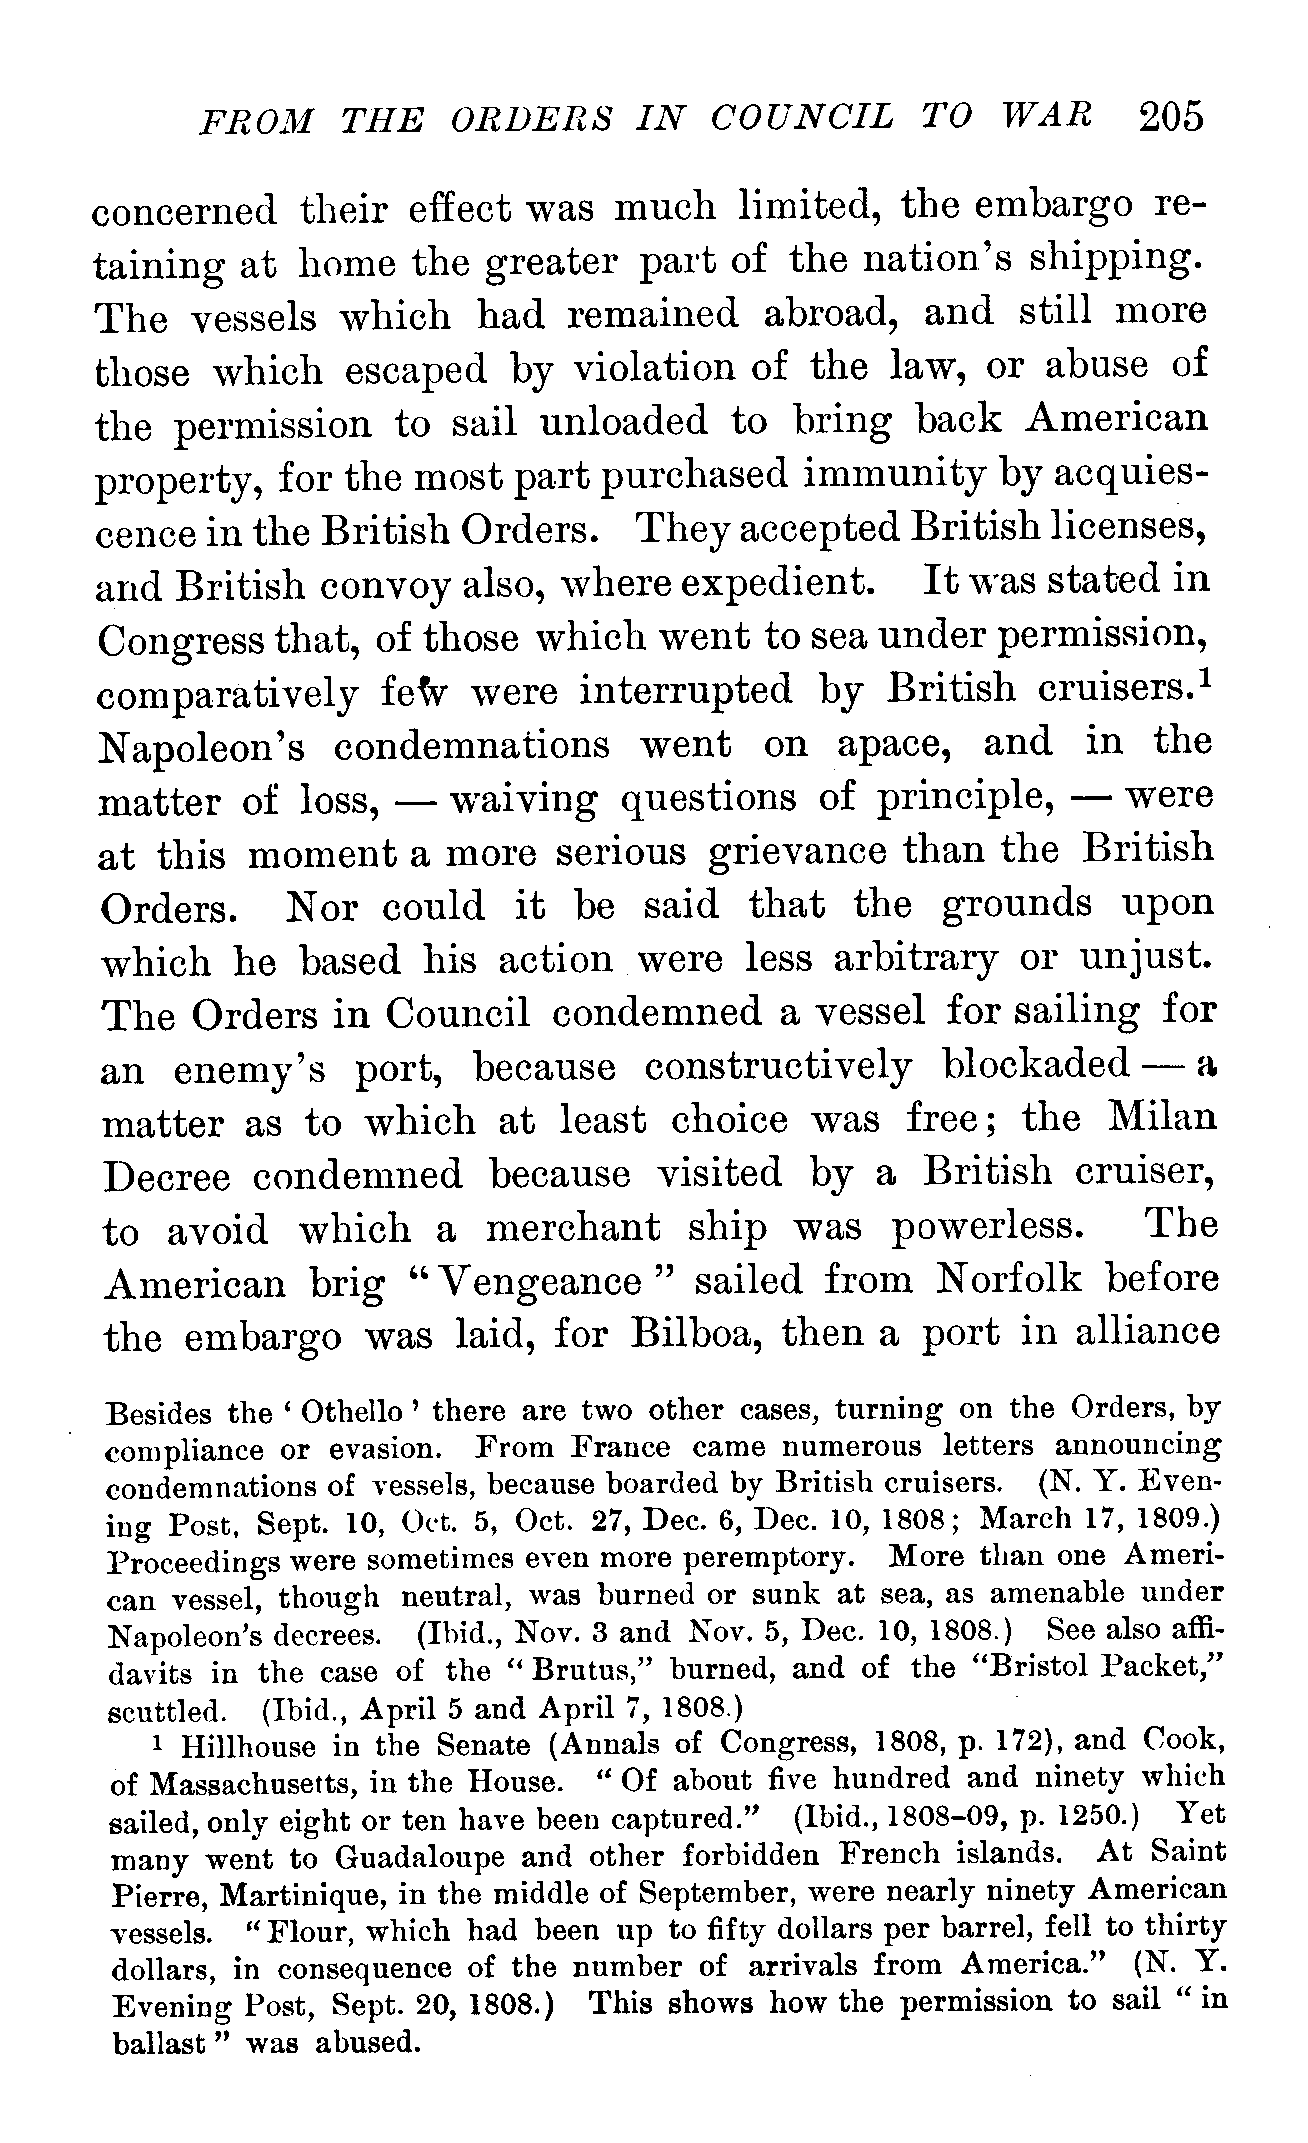 FROM THE ORDERS IN COUNCIL TO WAR 205
concerned their effect was much limited, the embargo re-
taining at home the greater part of the nation's shipping.
The vessels which had remained abroad, and still more
those which escaped by violation of the law, or abuse of
the permission to sail unloaded to bring back American
property, for the most part purchased immunity by acquies-
cence in the British Orders. They accepted British licenses,
and British convoy also, where expedient. It was stated in
Congress that, of those which went to sea under permission,
comparatively few were interrupted by British cruisers.¹
Napoleon's condemnations went on apace, and in the
matter of loss, — waiving questions of principle, — were
at this moment a more serious grievance than the British
Orders. Nor could it be said that the grounds upon
which he based his action were less arbitrary or unjust.
The Orders in Council condemned a vessel for sailing for
an enemy's port, because constructively blockaded — a
matter as to which at least choice was free; the Milan
Decree condemned because visited by a British cruiser,
to avoid which a merchant ship was powerless. The
American brig “Vengeance” sailed from Norfolk before
the embargo was laid, for Bilboa, then a port in alliance
Besides the ‘Othello’ there are two other cases, turning on the Orders, by
compliance or evasion. From France came numerous letters announcing
condemnations of vessels, because boarded by British cruisers. (N. Y. Even-
ing Post, Sept. 10, Oct. 5, Oct. 27, Dec. 6, Dec. 10, 1808; March 17, 1809.)
Proceedings were sometimes even more peremptory. More than one Ameri-
can vessel, though neutral, was burned or sunk at sea, as amenable under
Napoleon's decrees. (Ibid., Nov. 3 and Nov. 5, Dec. 10, 1808.) See also affi-
davits in the case of the “Brutus,” burned, and of the “Bristol Packet,”
scuttled. (Ibid., April 5 and April 7, 1808.)
¹ Hillhouse in the Senate (Annals of Congress, 1808, p. 172), and Cook,
of Massachusetts, in the House. “Of about five hundred and ninety which
sailed, only eight or ten have been captured.” (Ibid., 1808–09, p. 1250.) Yet
many went to Guadaloupe and other forbidden French islands. At Saint
Pierre, Martinique, in the middle of September, were nearly ninety American
vessels. “Flour, which had been up to fifty dollars per barrel, fell to thirty
dollars, in consequence of the number of arrivals from America.” (N. Y.
Evening Post, Sept. 20, 1808.) This shows how the permission to sail “in
ballast” was abused.